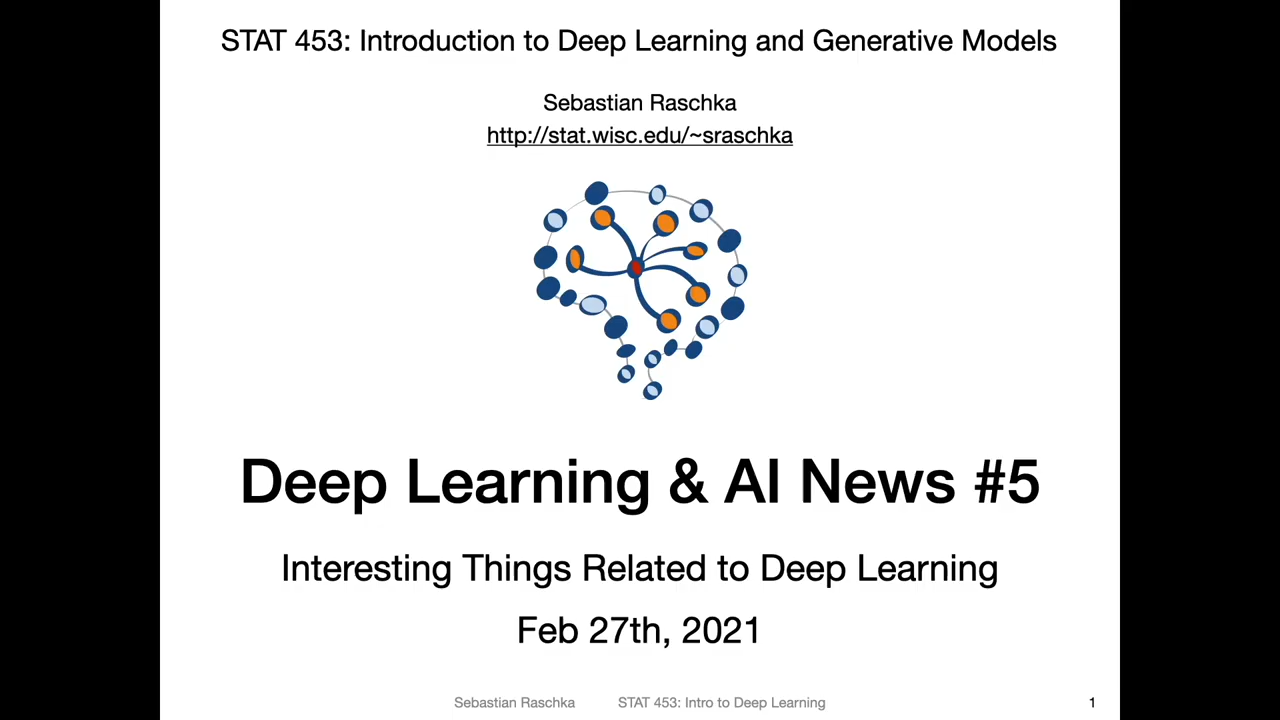 STAT 453: Introduction to Deep Learning and Generative Models
Sebastian Raschka
http://stat.wisc.edu/~sraschka
Deep Learning & AI News #5
Interesting Things Related to Deep Learning
Feb 27th, 2021
Sebastian Raschka STAT 453: Intro to Deep Learning 1